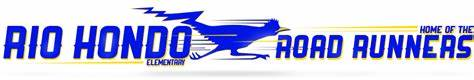 RIO HONDO
ELEMENTARY
HOME OF THE
ROAD RUNNERS